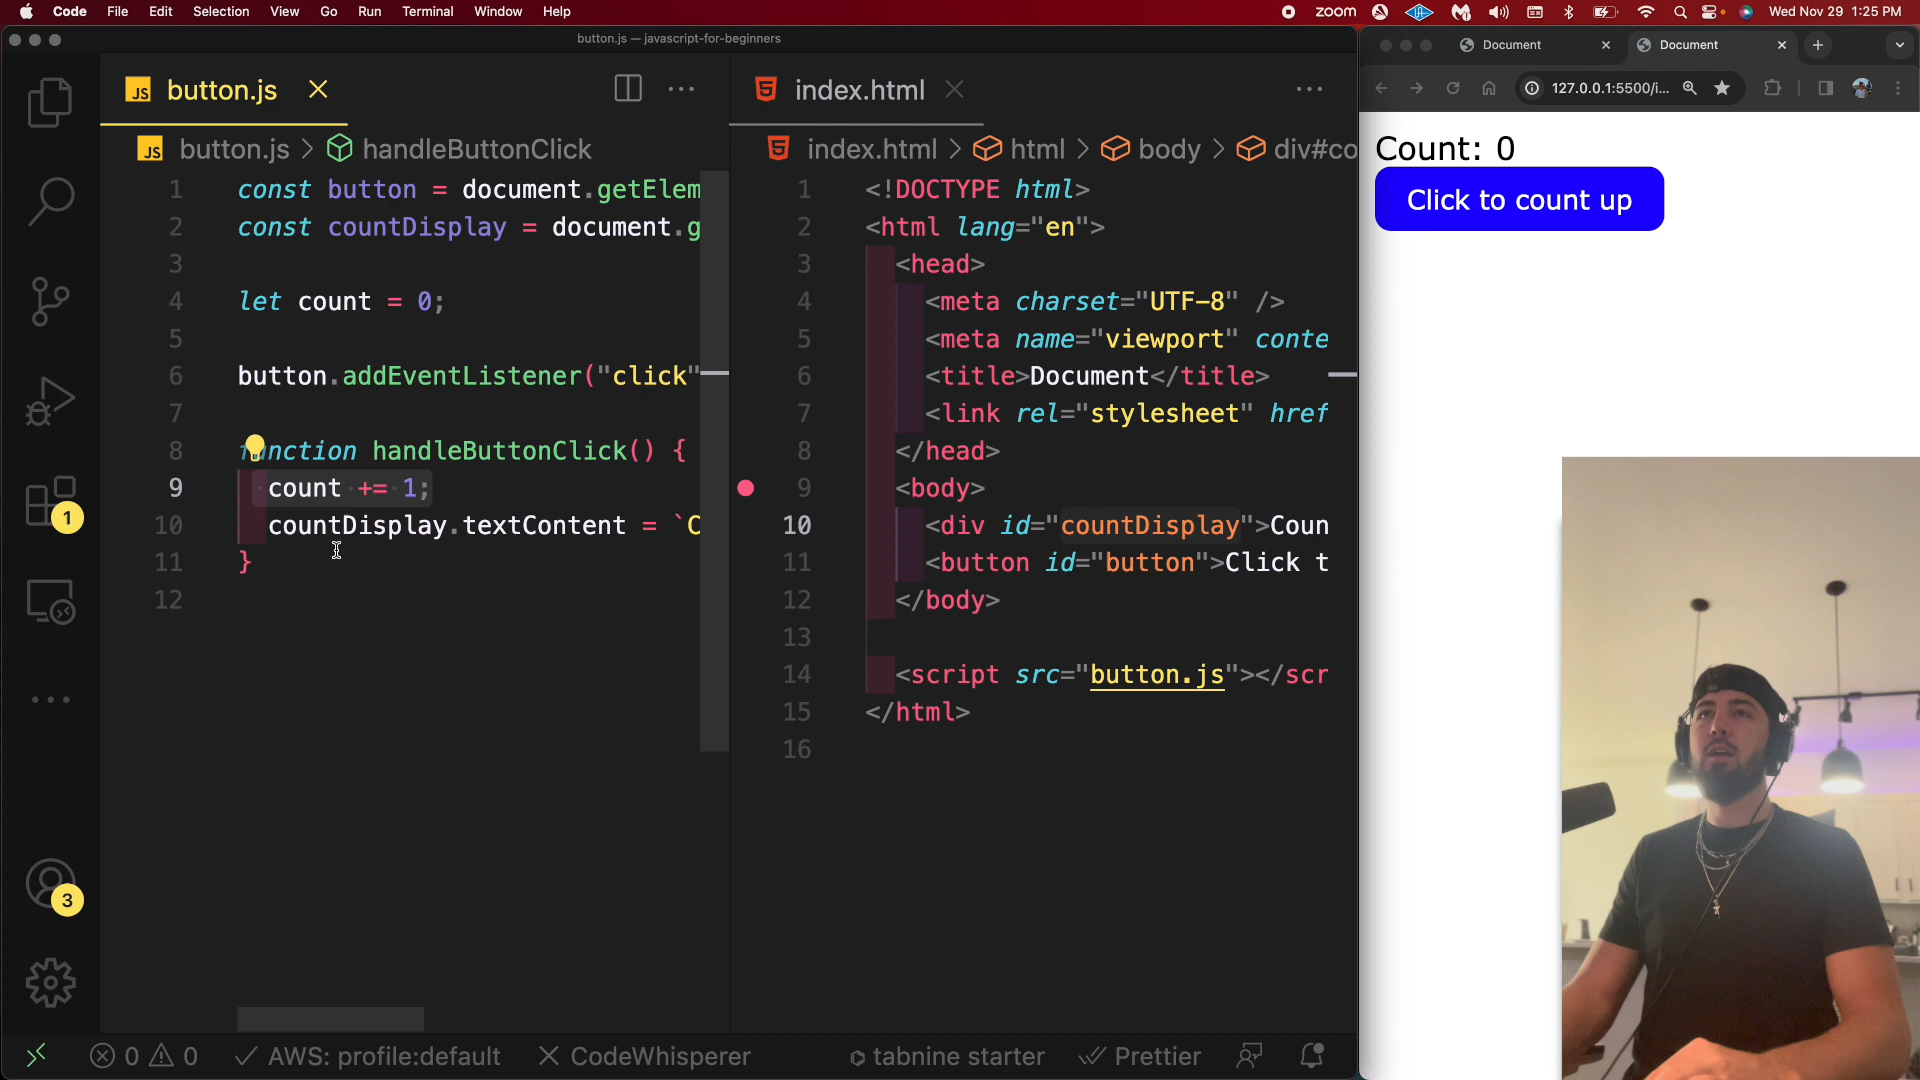 Code File Edit Selection View Go Run Terminal Window Help
zoom
Wed Nov 29 1:25 PM
button.js — javascript-for-beginners
JS button.js
JS button.js > handleButtonClick
1 const button = document.getElem
2 const countDisplay = document.g
3
4 let count = 0;
5
6 button.addEventListener("click"
7
8 function handleButtonClick() {
9 count += 1;
10 countDisplay.textContent = `C
11 }
12
index.html
index.html > html > body > div#co
1 <!DOCTYPE html>
2 <html lang="en">
3 <head>
4 <meta charset="UTF-8" />
5 <meta name="viewport" conte
6 <title>Document</title>
7 <link rel="stylesheet" href
8 </head>
9 <body>
10 <div id="countDisplay">Coun
11 <button id="button">Click t
12 </body>
13
14 <script src="button.js"></scr
15 </html>
16
1
3
0 0 AWS: profile:default CodeWhisperer tabnine starter Prettier
Document Document
127.0.0.1:5500/i...
Count: 0
Click to count up